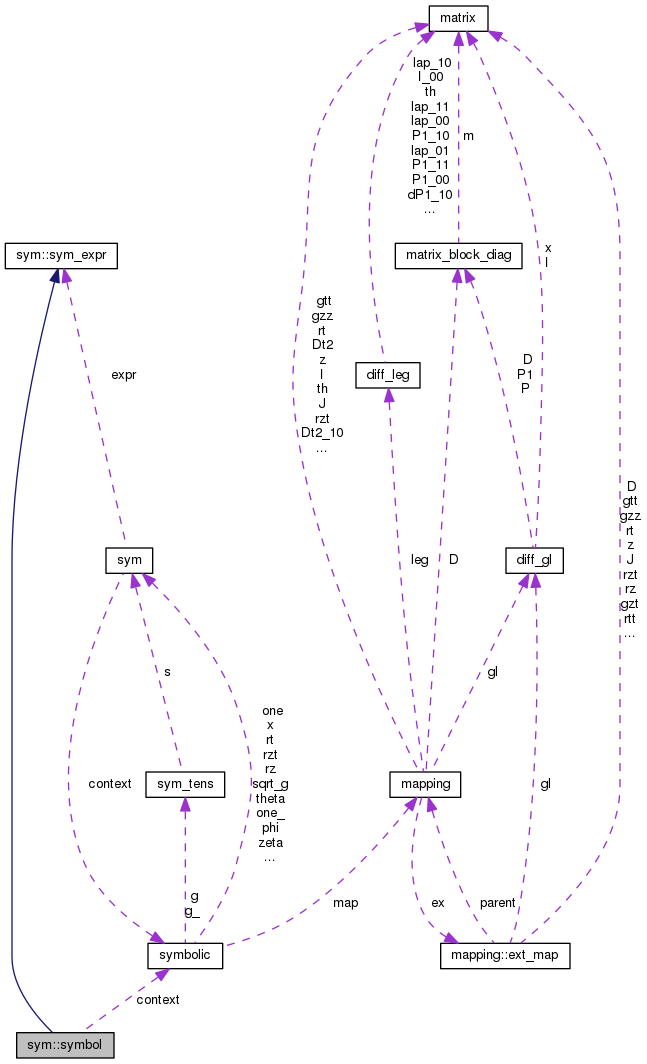 matrix
lap_10
l_00
th
lap_11
lap_00
P1_10
lap_01
P1_11
P1_00
dP1_10
...
m
sym::sym_expr
matrix_block_diag
x
l
gtt
gzz
rt
Dt2
z
l
th
J
rzt
Dt2_10
...
diff_leg
D
P1
P
expr
D
gtt
gzz
rt
z
J
rzt
rz
gzt
rtt
...
sym
leg
D
diff_gl
s
gl
one
x
rt
rzt
rz
sqrt_g
theta
one_
phi
zeta
...
context
sym_tens
mapping
gl
g
g_
map
ex
parent
symbolic
mapping::ext_map
context
sym::symbol